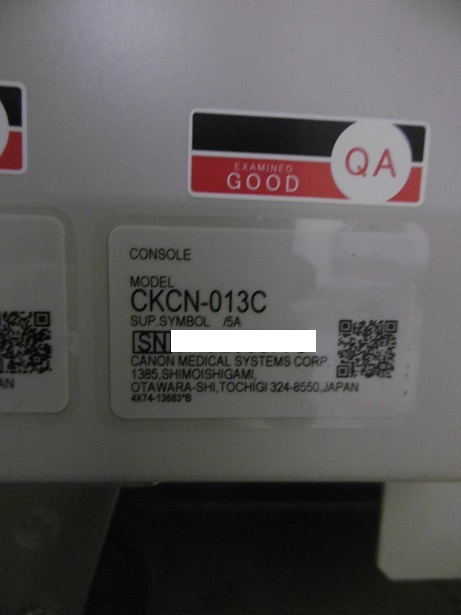 EXAMINED
GOOD
QA
CONSOLE
MODEL
CKCN-013C
SUP.SYMBOL /5A
SN
CANON MEDICAL SYSTEMS CORP.
1385,SHIMOISHIGAMI,
OTAWARA-SHI,TOCHIGI 324-8550,JAPAN
4X74-13683*B
AN